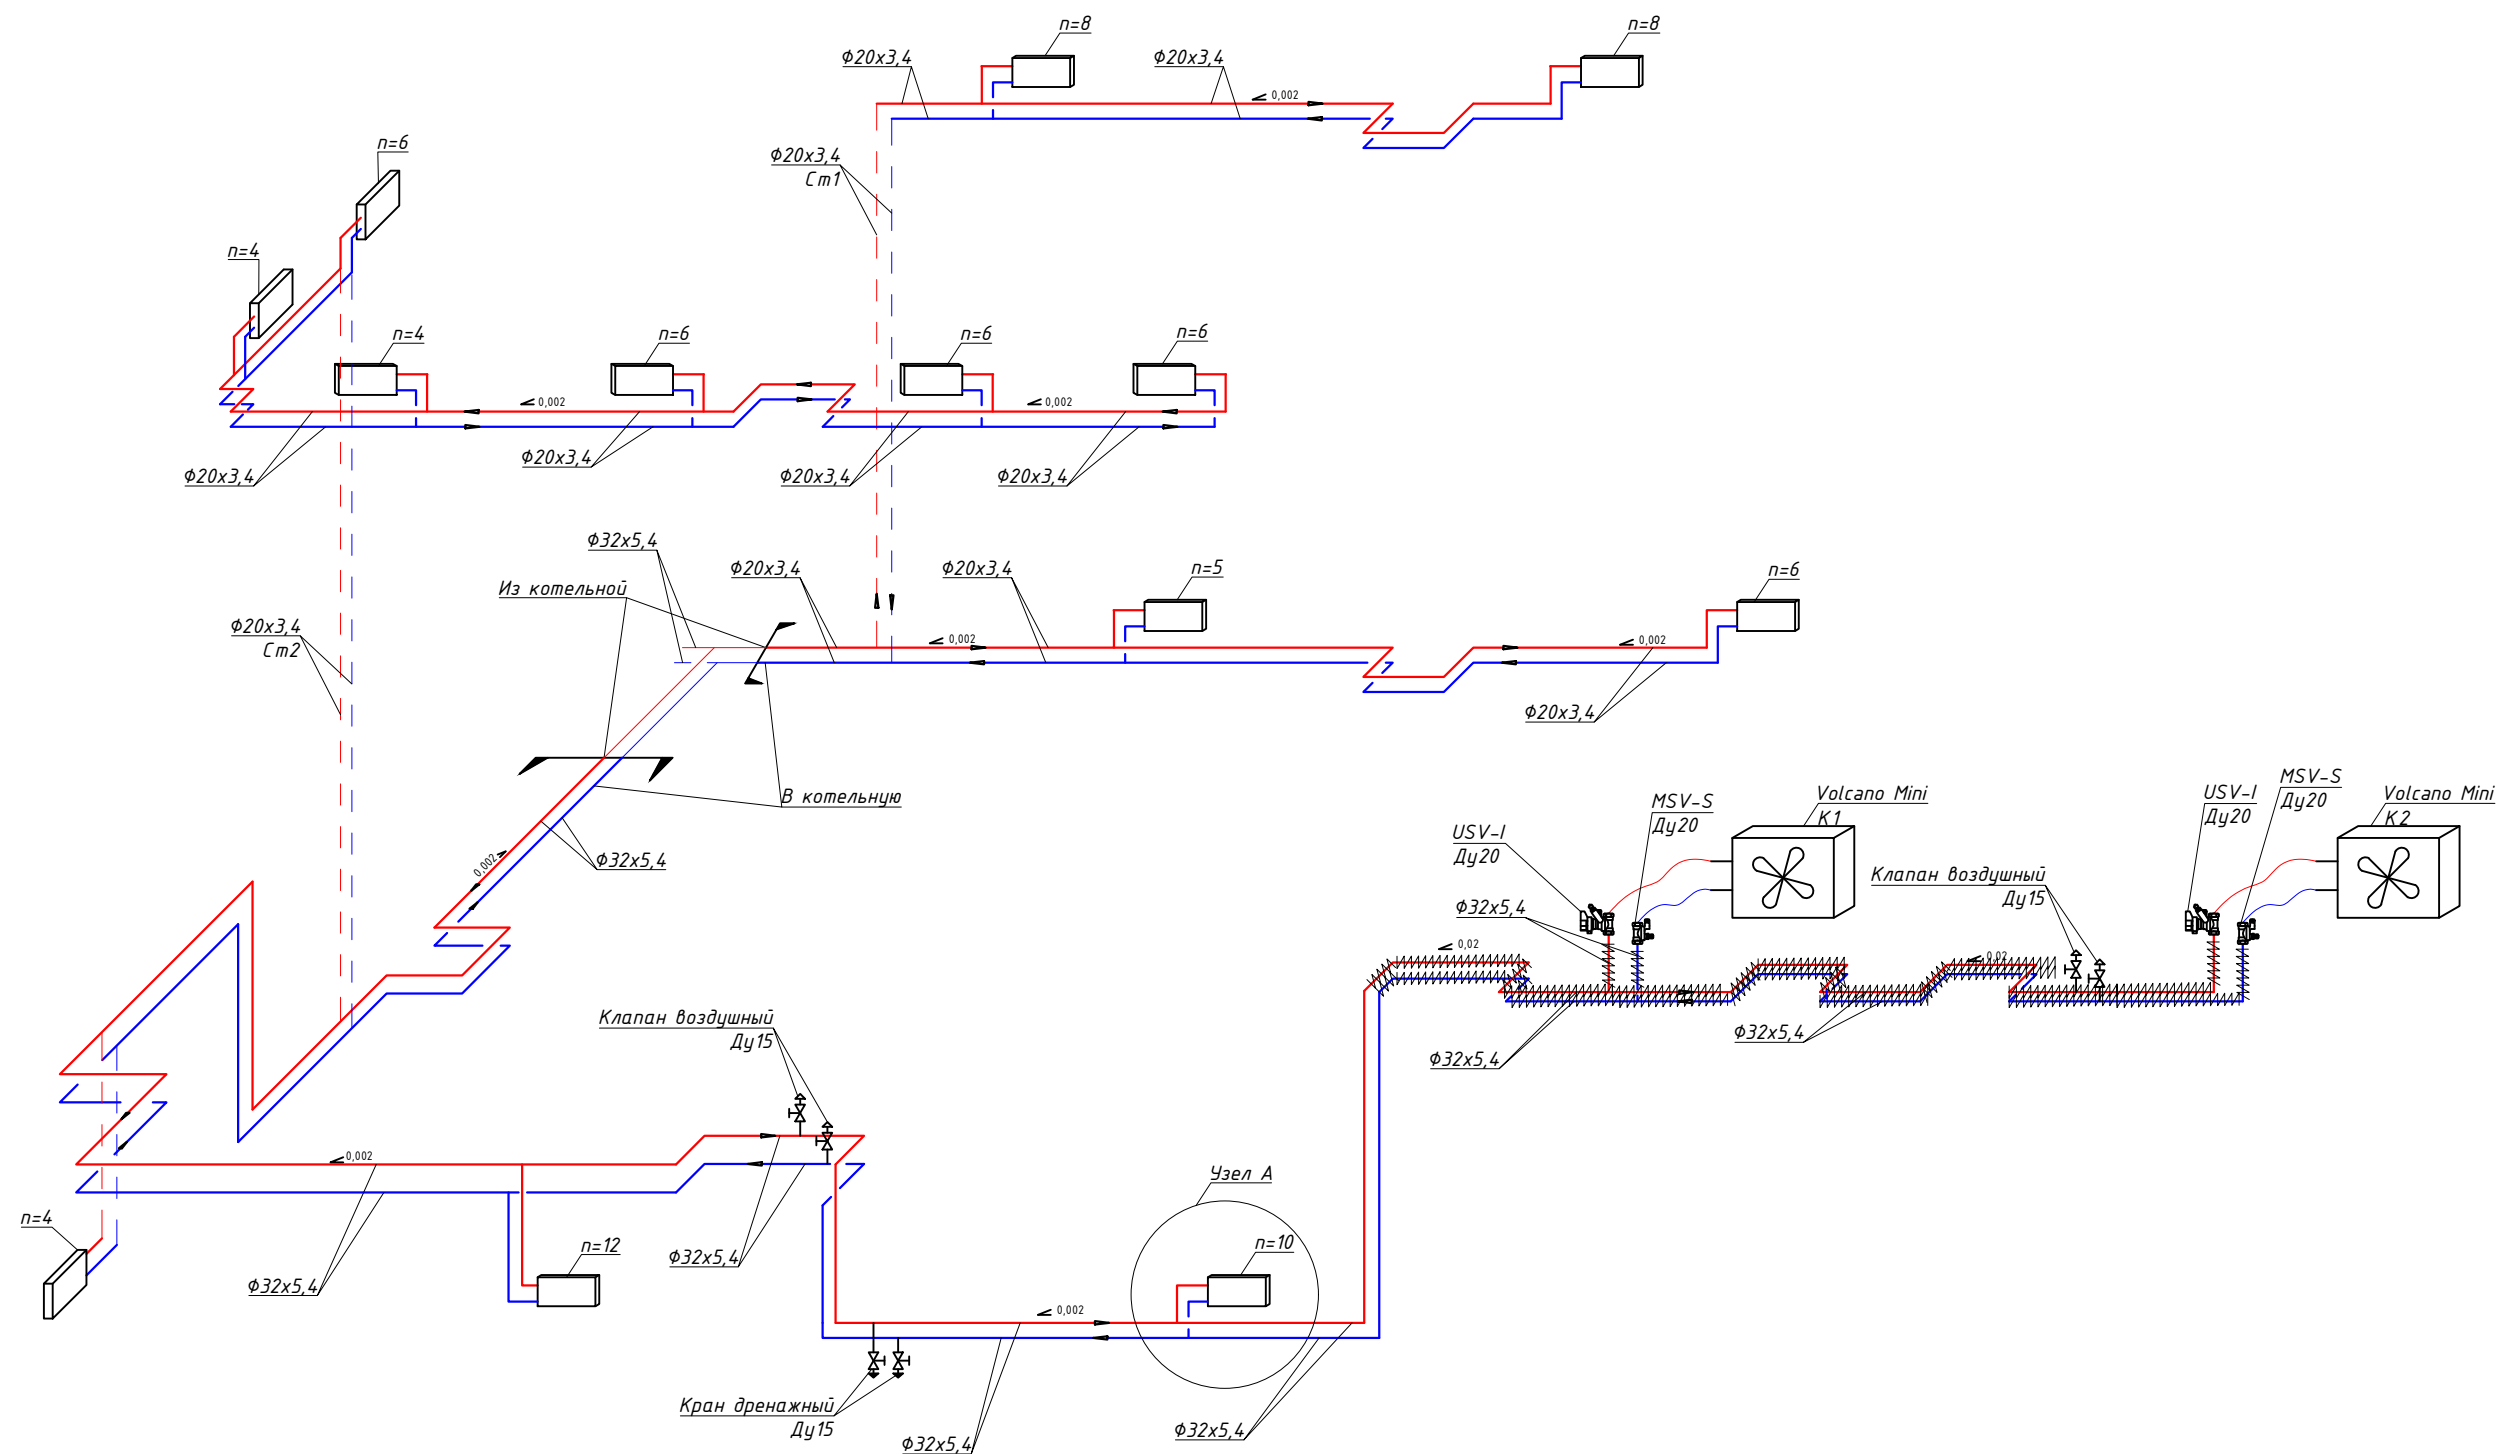 n=8
n=8
Ф20х3,4
Ф20х3,4
0,002
n=6
Ф20х3,4
Ст1
n=4
n=4
n=6
n=6
n=6
0,002
0,002
Ф20х3,4
Ф20х3,4
Ф20х3,4
Ф20х3,4
Ф32х5,4
Ф20х3,4
Ф20х3,4
n=5
n=6
Из котельной
Ф20х3,4
Ст2
0,002
0,002
Ф20х3,4
В котельную
0,002
Ф32х5,4
MSV-S
Ду20
Volcano Mini
К1
USV-I
Ду20
MSV-S
Ду20
Volcano Mini
К2
USV-I
Ду20
Клапан воздушный
Ду15
Ф32х5,4
0,02
0,02
Клапан воздушный
Ду15
Ф32х5,4
Ф32х5,4
0,002
Узел А
n=4
n=12
n=10
Ф32х5,4
Ф32х5,4
0,002
Кран дренажный
Ду15
Ф32х5,4
Ф32х5,4